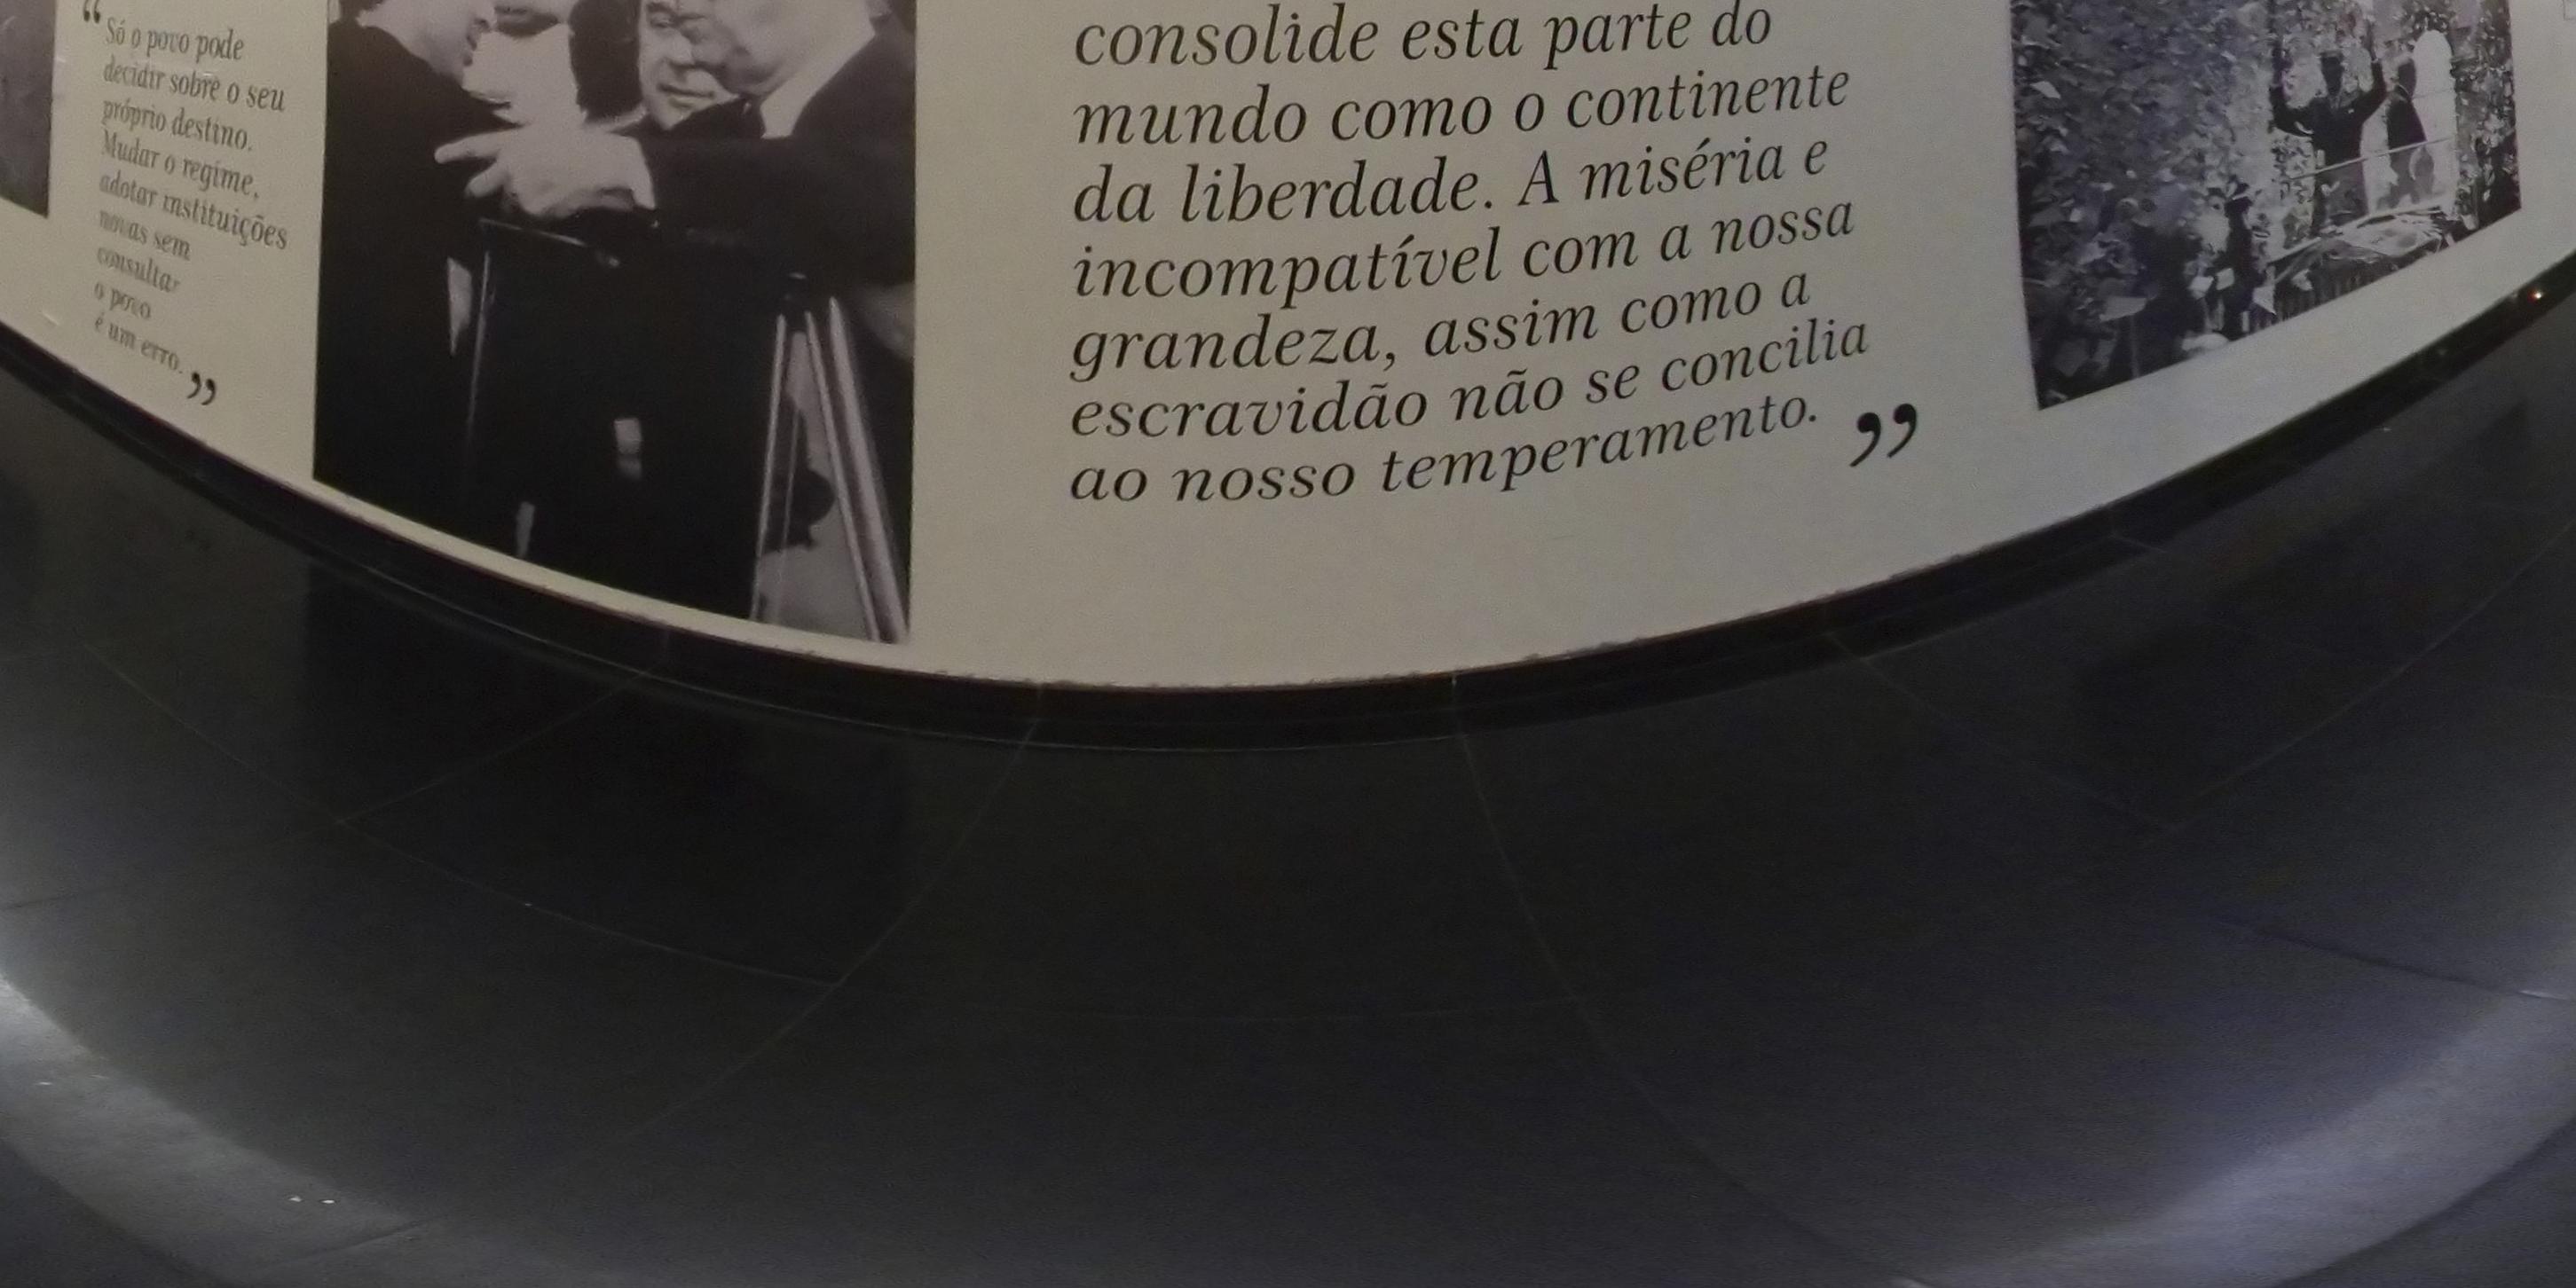 “Só o povo pode
decidir sobre o seu
próprio destino.
Mudar o regime,
adotar instituições
novas sem
consultar
o povo
é um erro.”
consolide esta parte do
mundo como o continente
da liberdade. A miséria e
incompatível com a nossa
grandeza, assim como a
escravidão não se concilia
ao nosso temperamento.”